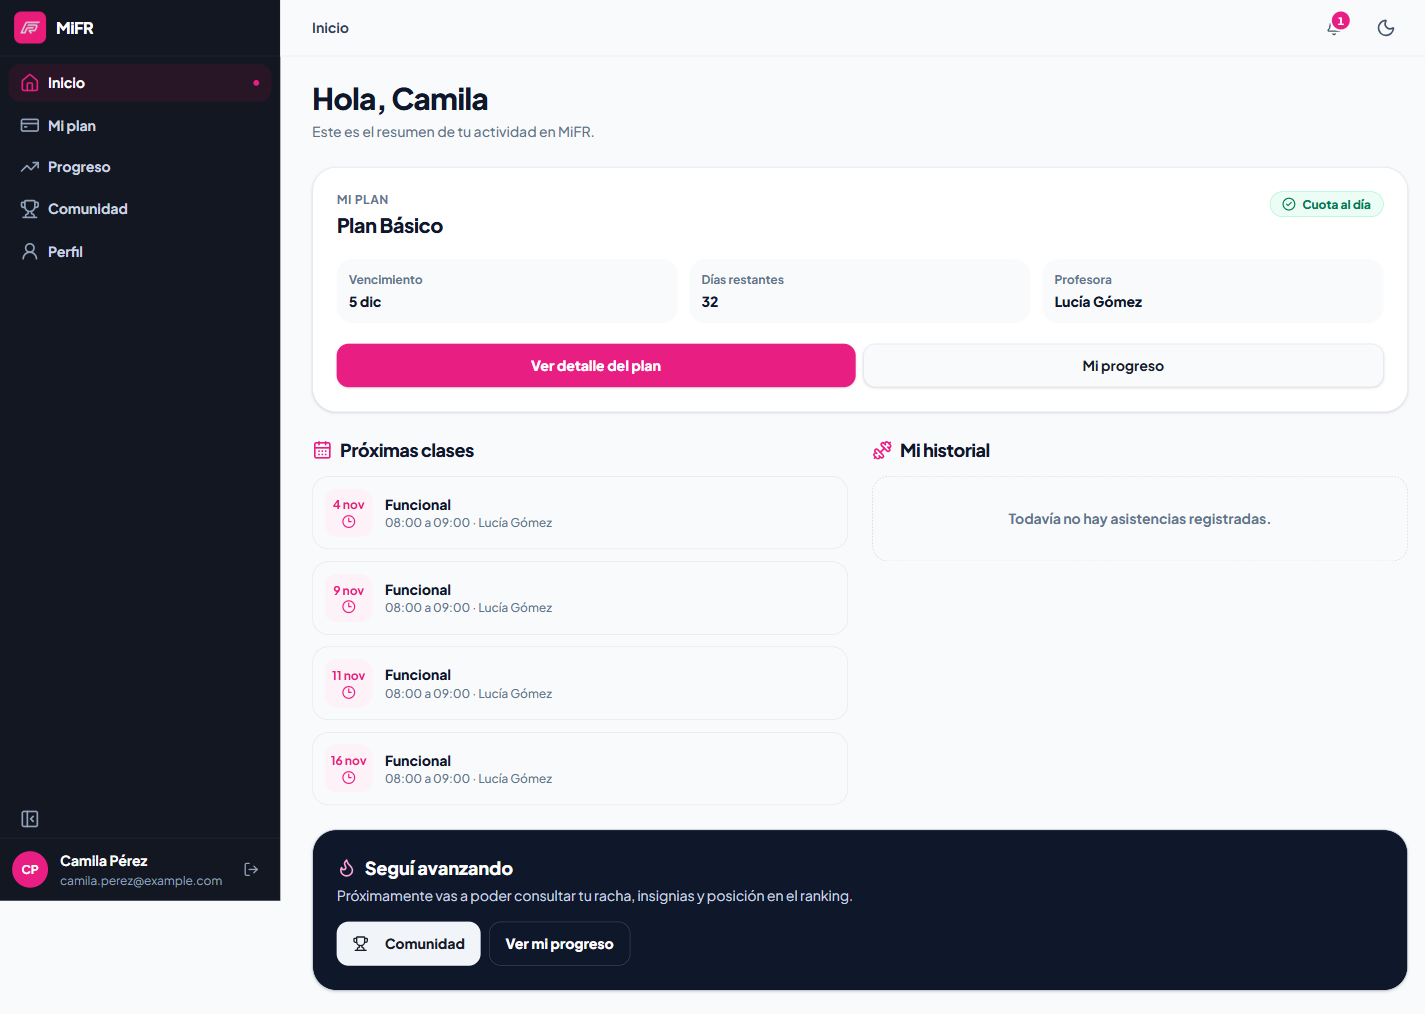 MiFR
Inicio
Mi plan
Progreso
Comunidad
Perfil
CP
Camila Pérez
camila.perez@example.com
Inicio
1
Hola, Camila
Este es el resumen de tu actividad en MiFR.
MI PLAN
Plan Básico
Cuota al día
Vencimiento
5 dic
Días restantes
32
Profesora
Lucía Gómez
Ver detalle del plan
Mi progreso
Próximas clases
4 nov
Funcional
08:00 a 09:00 · Lucía Gómez
9 nov
Funcional
08:00 a 09:00 · Lucía Gómez
11 nov
Funcional
08:00 a 09:00 · Lucía Gómez
16 nov
Funcional
08:00 a 09:00 · Lucía Gómez
Mi historial
Todavía no hay asistencias registradas.
Seguí avanzando
Próximamente vas a poder consultar tu racha, insignias y posición en el ranking.
Comunidad
Ver mi progreso